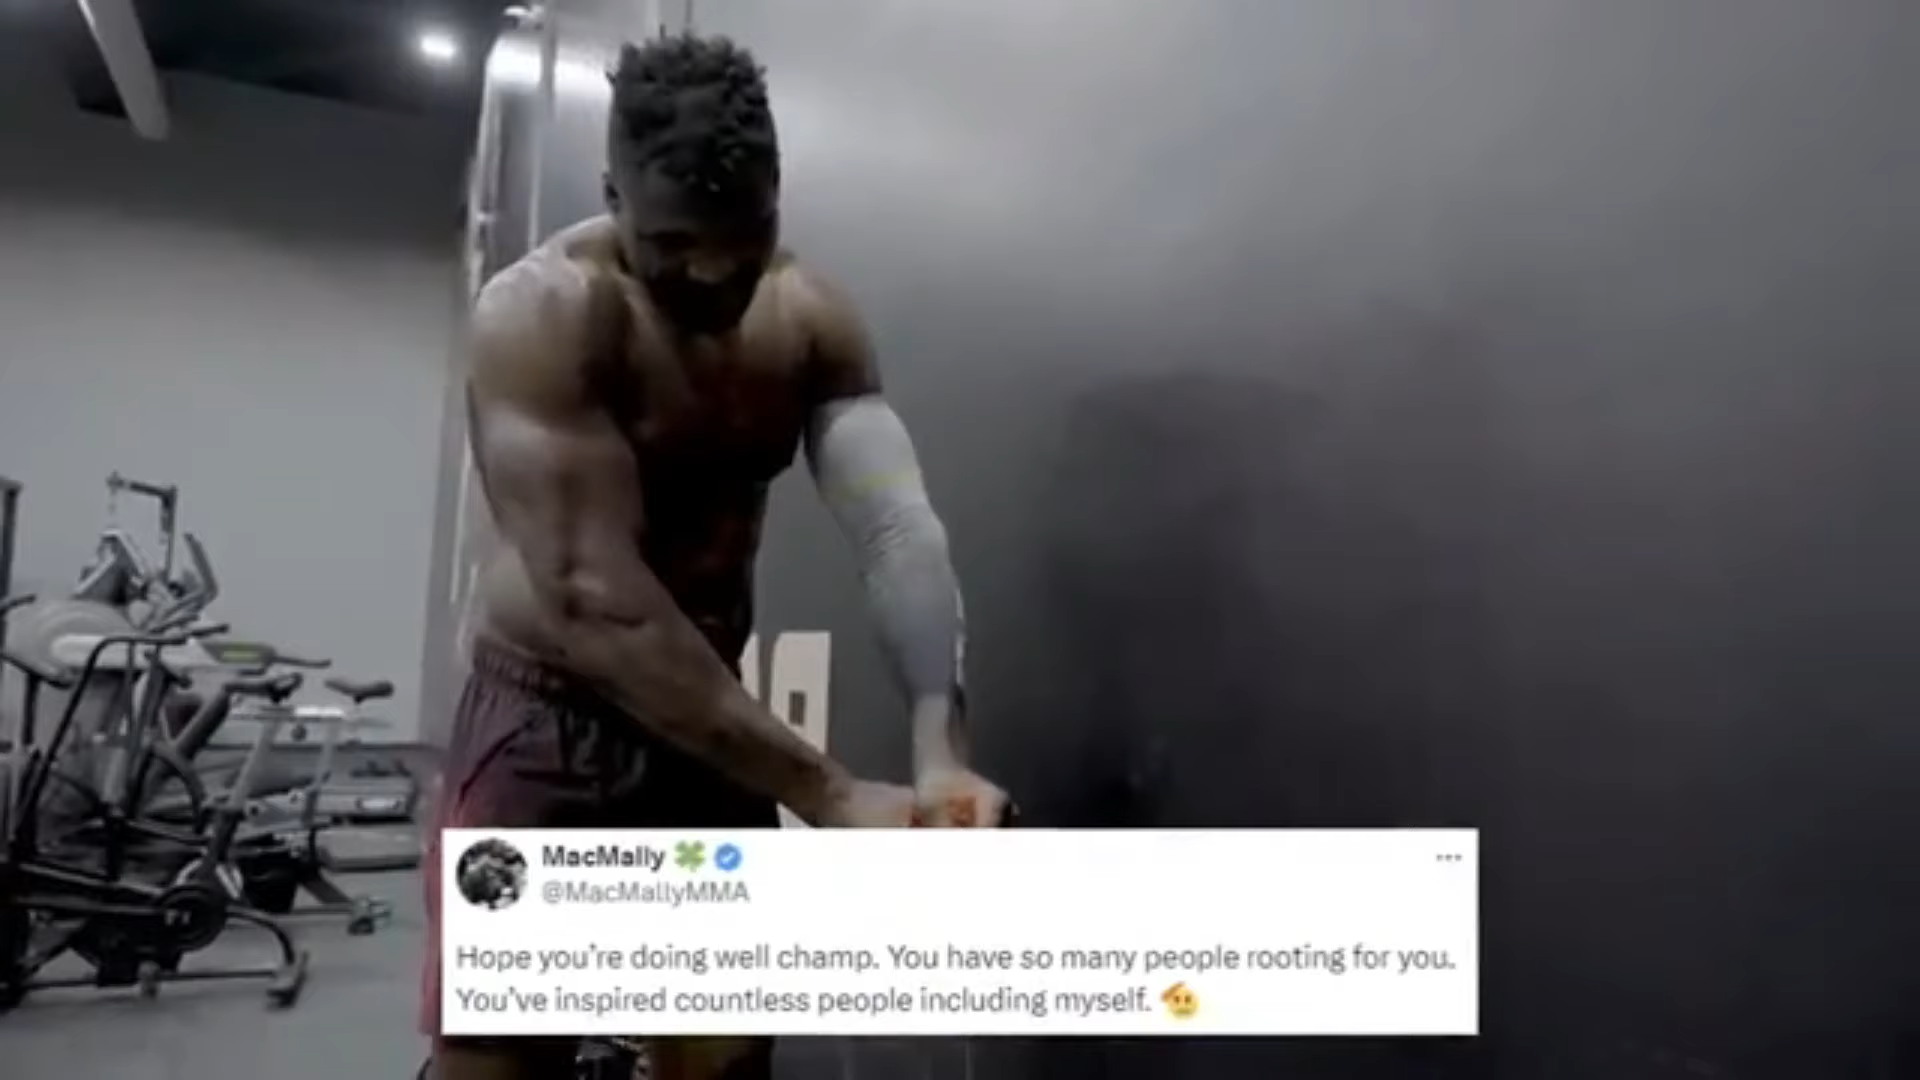 MacMally 🍀
@MacMallyMMA
Hope you're doing well champ. You have so many people rooting for you.
You've inspired countless people including myself. 🫡